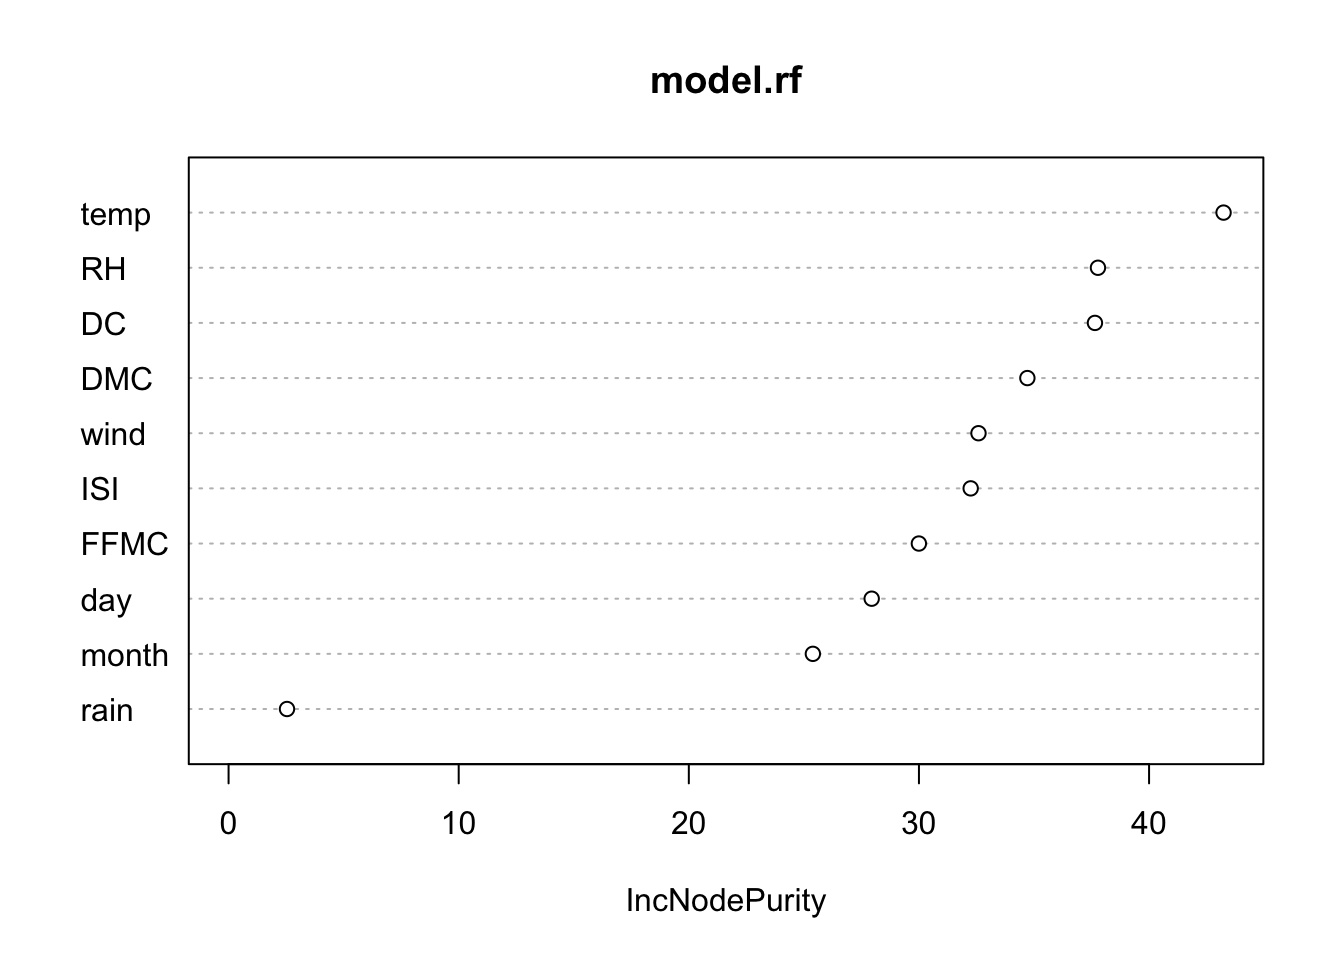 model.rf
temp
RH
DC
DMC
wind
ISI
FFMC
day
month
rain
0 10 20 30 40
IncNodePurity